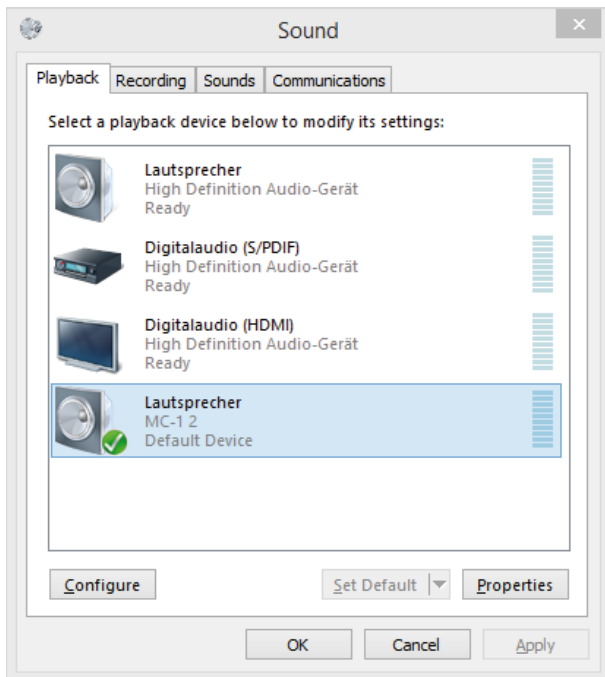 Sound
Playback Recording Sounds Communications
Select a playback device below to modify its settings:
Lautsprecher
High Definition Audio-Gerät
Ready
Digitalaudio (S/PDIF)
High Definition Audio-Gerät
Ready
Digitalaudio (HDMI)
High Definition Audio-Gerät
Ready
Lautsprecher
MC-1 2
Default Device
Configure Set Default Properties
OK Cancel Apply